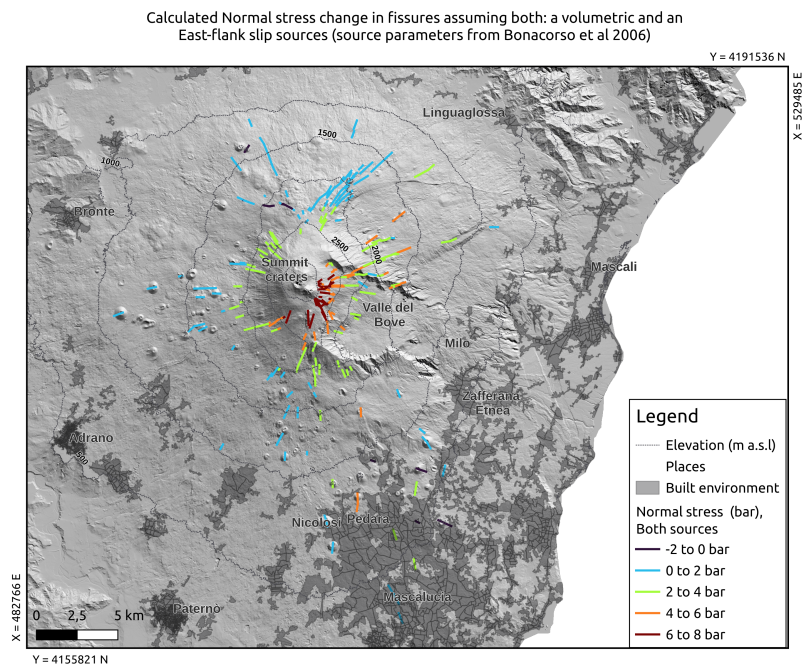 Calculated Normal stress change in fissures assuming both: a volumetric and an
East-flank slip sources (source parameters from Bonacorso et al 2006)
Y = 4191536 N
X = 529485 E
Linguaglossa
1500
1000
Bronte
2500
2000
Summit
craters
Mascali
Valle del
Bove
Milo
Zafferana
Etnea
Adrano
500
Nicolosi
Pedara
Mascalucia
Paternò
0 2,5 5 km
X = 482766 E
Y = 4155821 N
Legend
Elevation (m a.s.l)
Places
Built environment
Normal stress (bar),
Both sources
-2 to 0 bar
0 to 2 bar
2 to 4 bar
4 to 6 bar
6 to 8 bar